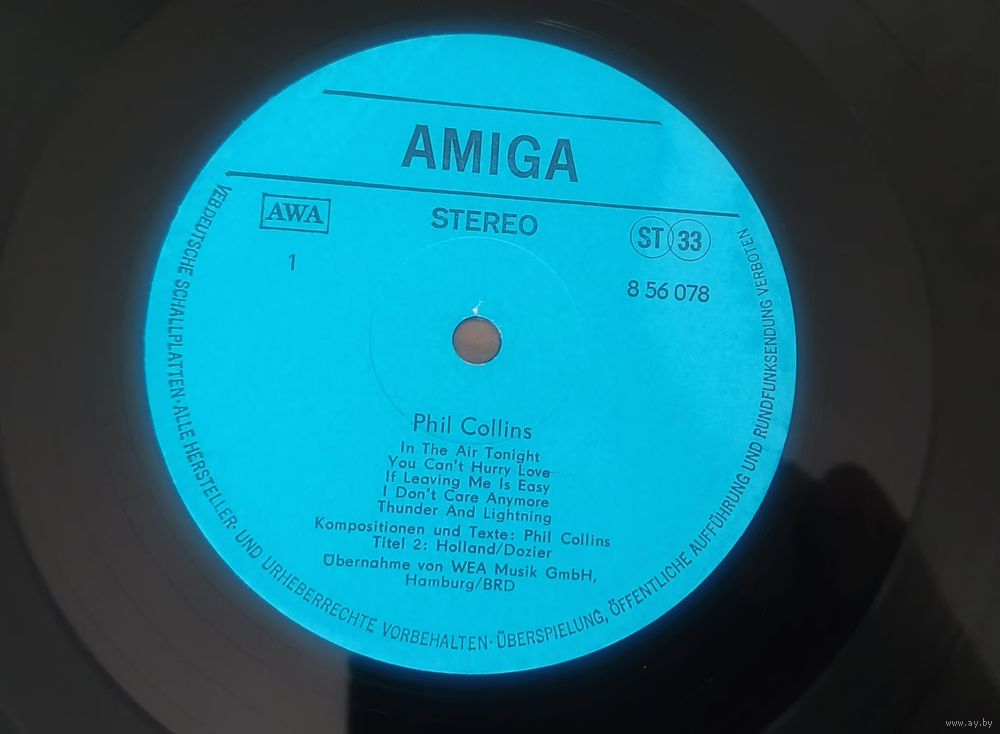 AMIGA
AWA
STEREO
ST 33
1
8 56 078
Phil Collins
In The Air Tonight
You Can't Hurry Love
If Leaving Me Is Easy
I Don't Care Anymore
Thunder And Lightning
Kompositionen und Texte: Phil Collins
Titel 2: Holland/Dozier
Übernahme von WEA Musik GmbH,
Hamburg/BRD
VEB DEUTSCHE SCHALLPLATTEN · ALLE HERSTELLER- UND URHEBERRECHTE VORBEHALTEN · ÜBERSPIELUNG, ÖFFENTLICHE AUFFÜHRUNG UND RUNDFUNKSENDUNG VERBOTEN
www.ay.by